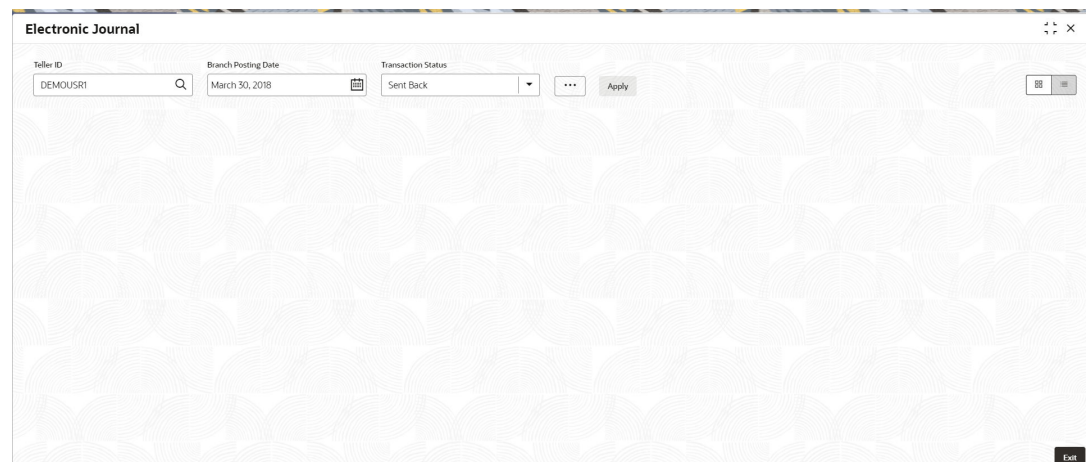 Electronic Journal
Teller ID
Branch Posting Date
Transaction Status
DEMOUSR1
March 30, 2018
Sent Back
...
Apply
Exit